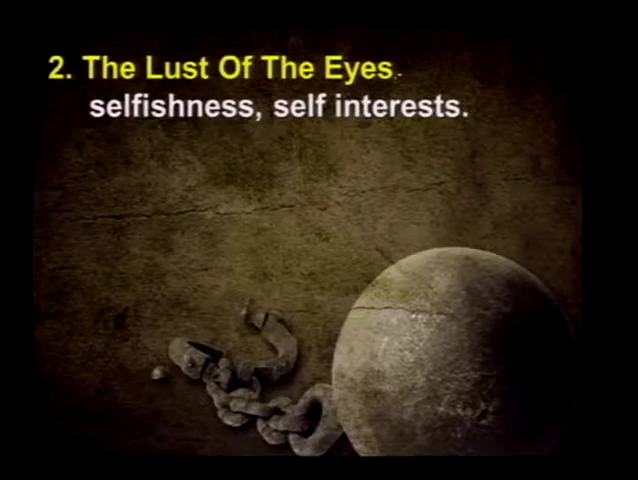 2. The Lust Of The Eyes
selfishness, self interests.